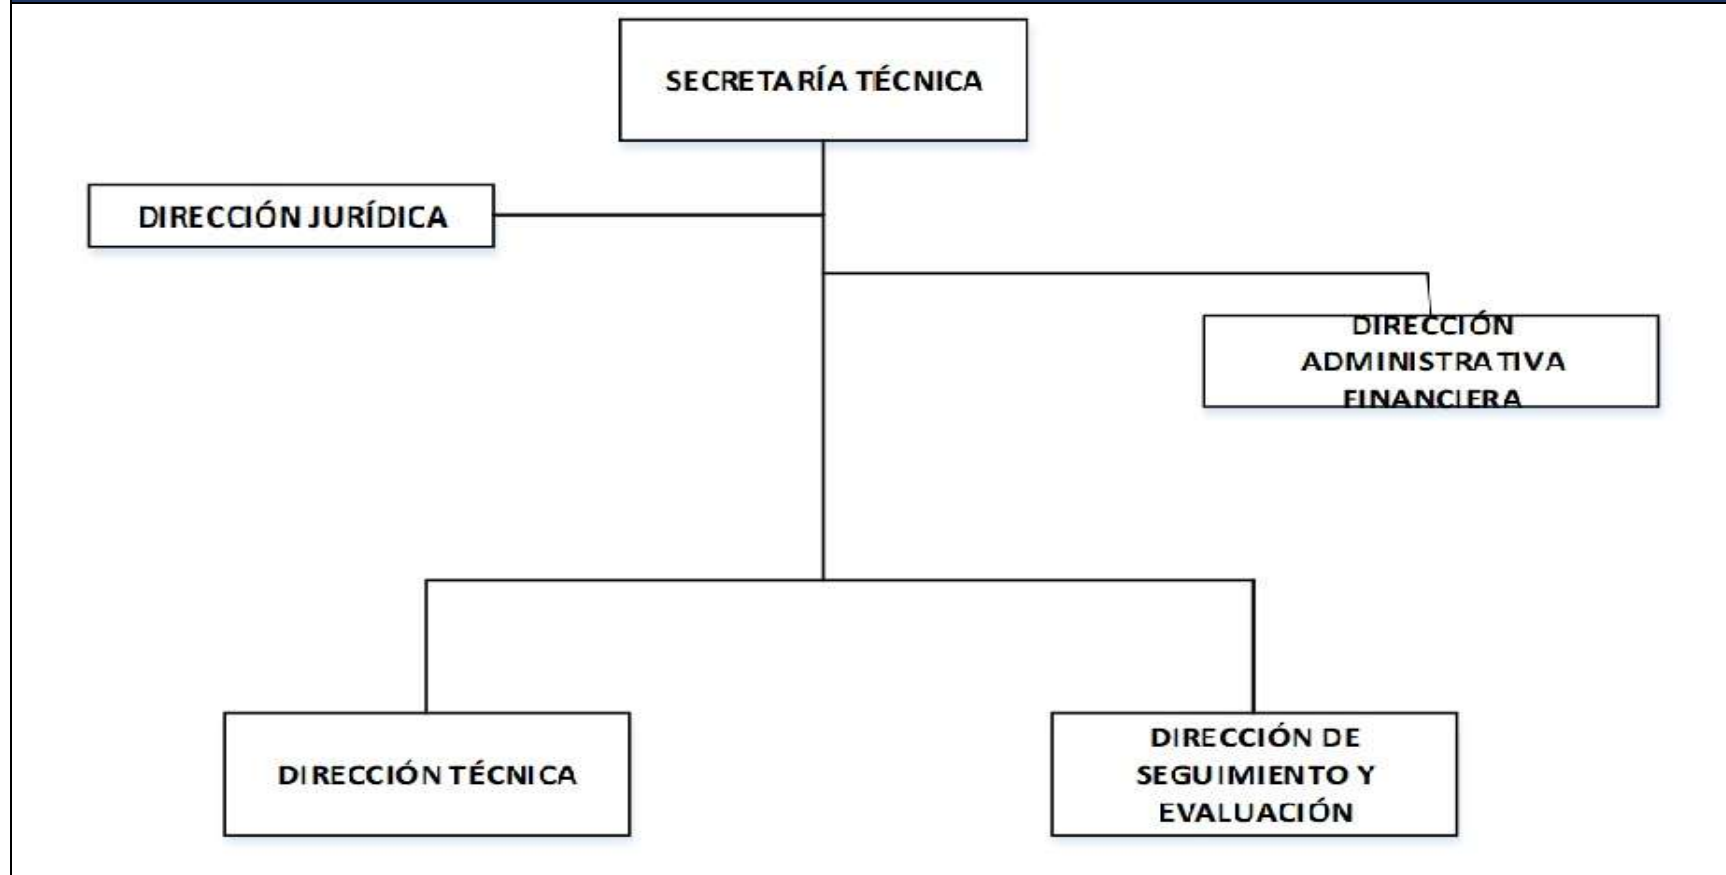 SECRETARÍA TÉCNICA
DIRECCIÓN JURÍDICA
DIRECCIÓN
ADMINISTRATIVA
FINANCIERA
DIRECCIÓN TÉCNICA
DIRECCIÓN DE
SEGUIMIENTO Y
EVALUACIÓN